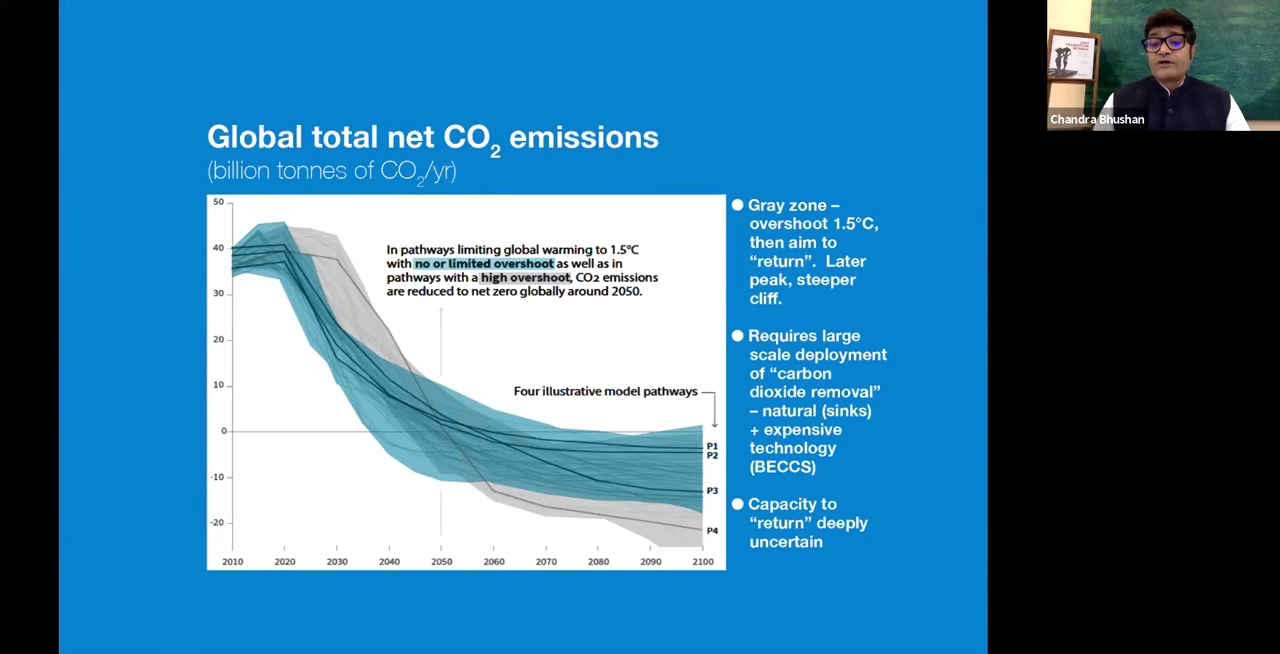 Global total net CO2 emissions
(billion tonnes of CO2/yr)
50
40
30
20
10
0
-10
-20
2010 2020 2030 2040 2050 2060 2070 2080 2090 2100
In pathways limiting global warming to 1.5°C
with no or limited overshoot as well as in
pathways with a high overshoot, CO2 emissions
are reduced to net zero globally around 2050.
Four illustrative model pathways
P1
P2
P3
P4
Gray zone –
overshoot 1.5°C,
then aim to
“return”. Later
peak, steeper
cliff.
Requires large
scale deployment
of “carbon
dioxide removal”
– natural (sinks)
+ expensive
technology
(BECCS)
Capacity to
“return” deeply
uncertain
Chandra Bhushan